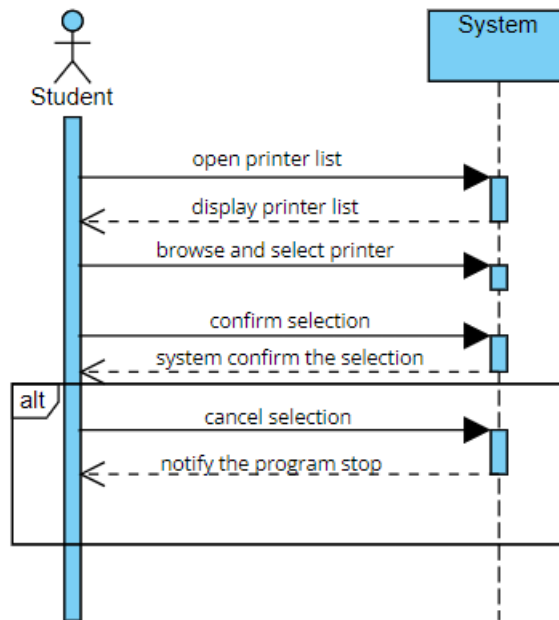 System
Student
open printer list
display printer list
browse and select printer
confirm selection
system confirm the selection
alt
cancel selection
notify the program stop